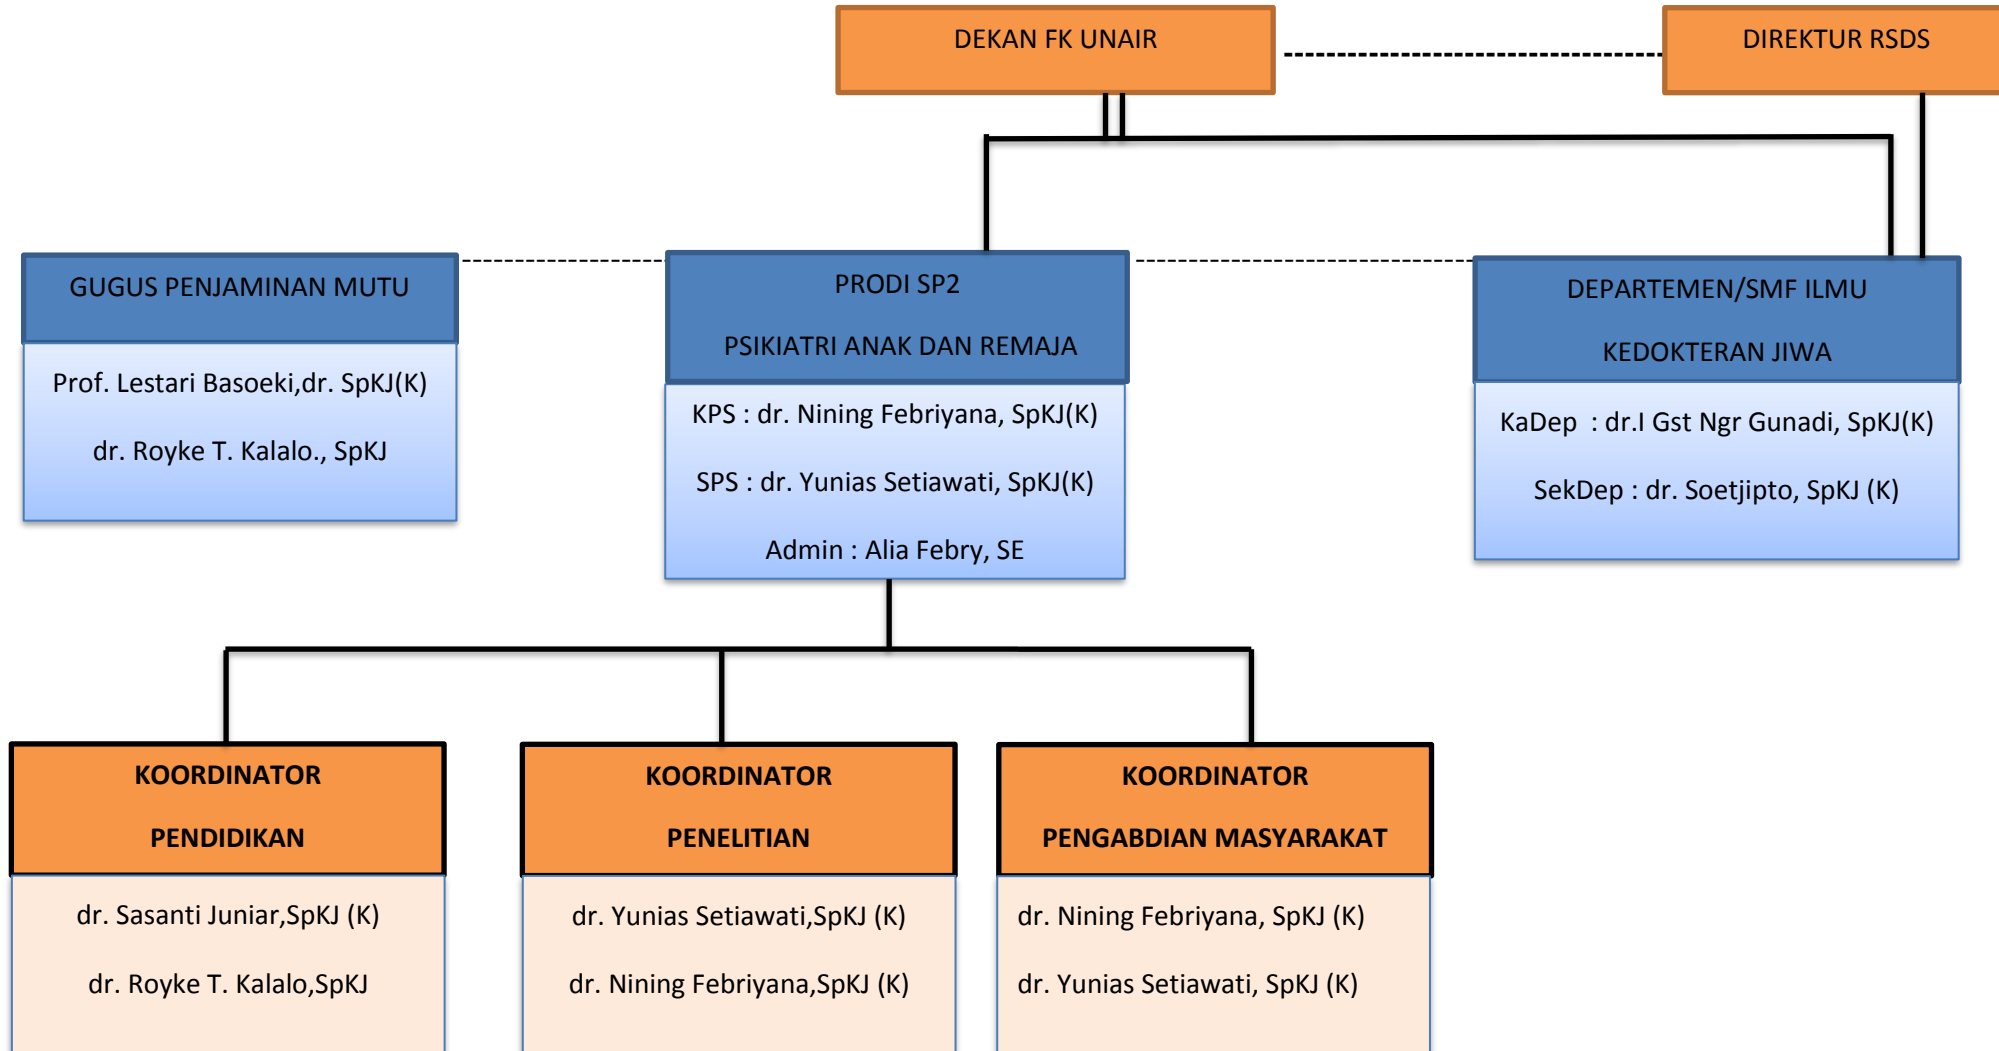 DEKAN FK UNAIR
DIREKTUR RSDS
GUGUS PENJAMINAN MUTU
Prof. Lestari Basoeki,dr. SpKJ(K)
dr. Royke T. Kalalo., SpKJ
PRODI SP2
PSIKIATRI ANAK DAN REMAJA
KPS : dr. Nining Febriyana, SpKJ(K)
SPS : dr. Yunias Setiawati, SpKJ(K)
Admin : Alia Febry, SE
DEPARTEMEN/SMF ILMU
KEDOKTERAN JIWA
KaDep : dr.I Gst Ngr Gunadi, SpKJ(K)
SekDep : dr. Soetjipto, SpKJ (K)
KOORDINATOR
PENDIDIKAN
dr. Sasanti Juniar,SpKJ (K)
dr. Royke T. Kalalo,SpKJ
KOORDINATOR
PENELITIAN
dr. Yunias Setiawati,SpKJ (K)
dr. Nining Febriyana,SpKJ (K)
KOORDINATOR
PENGABDIAN MASYARAKAT
dr. Nining Febriyana, SpKJ (K)
dr. Yunias Setiawati, SpKJ (K)